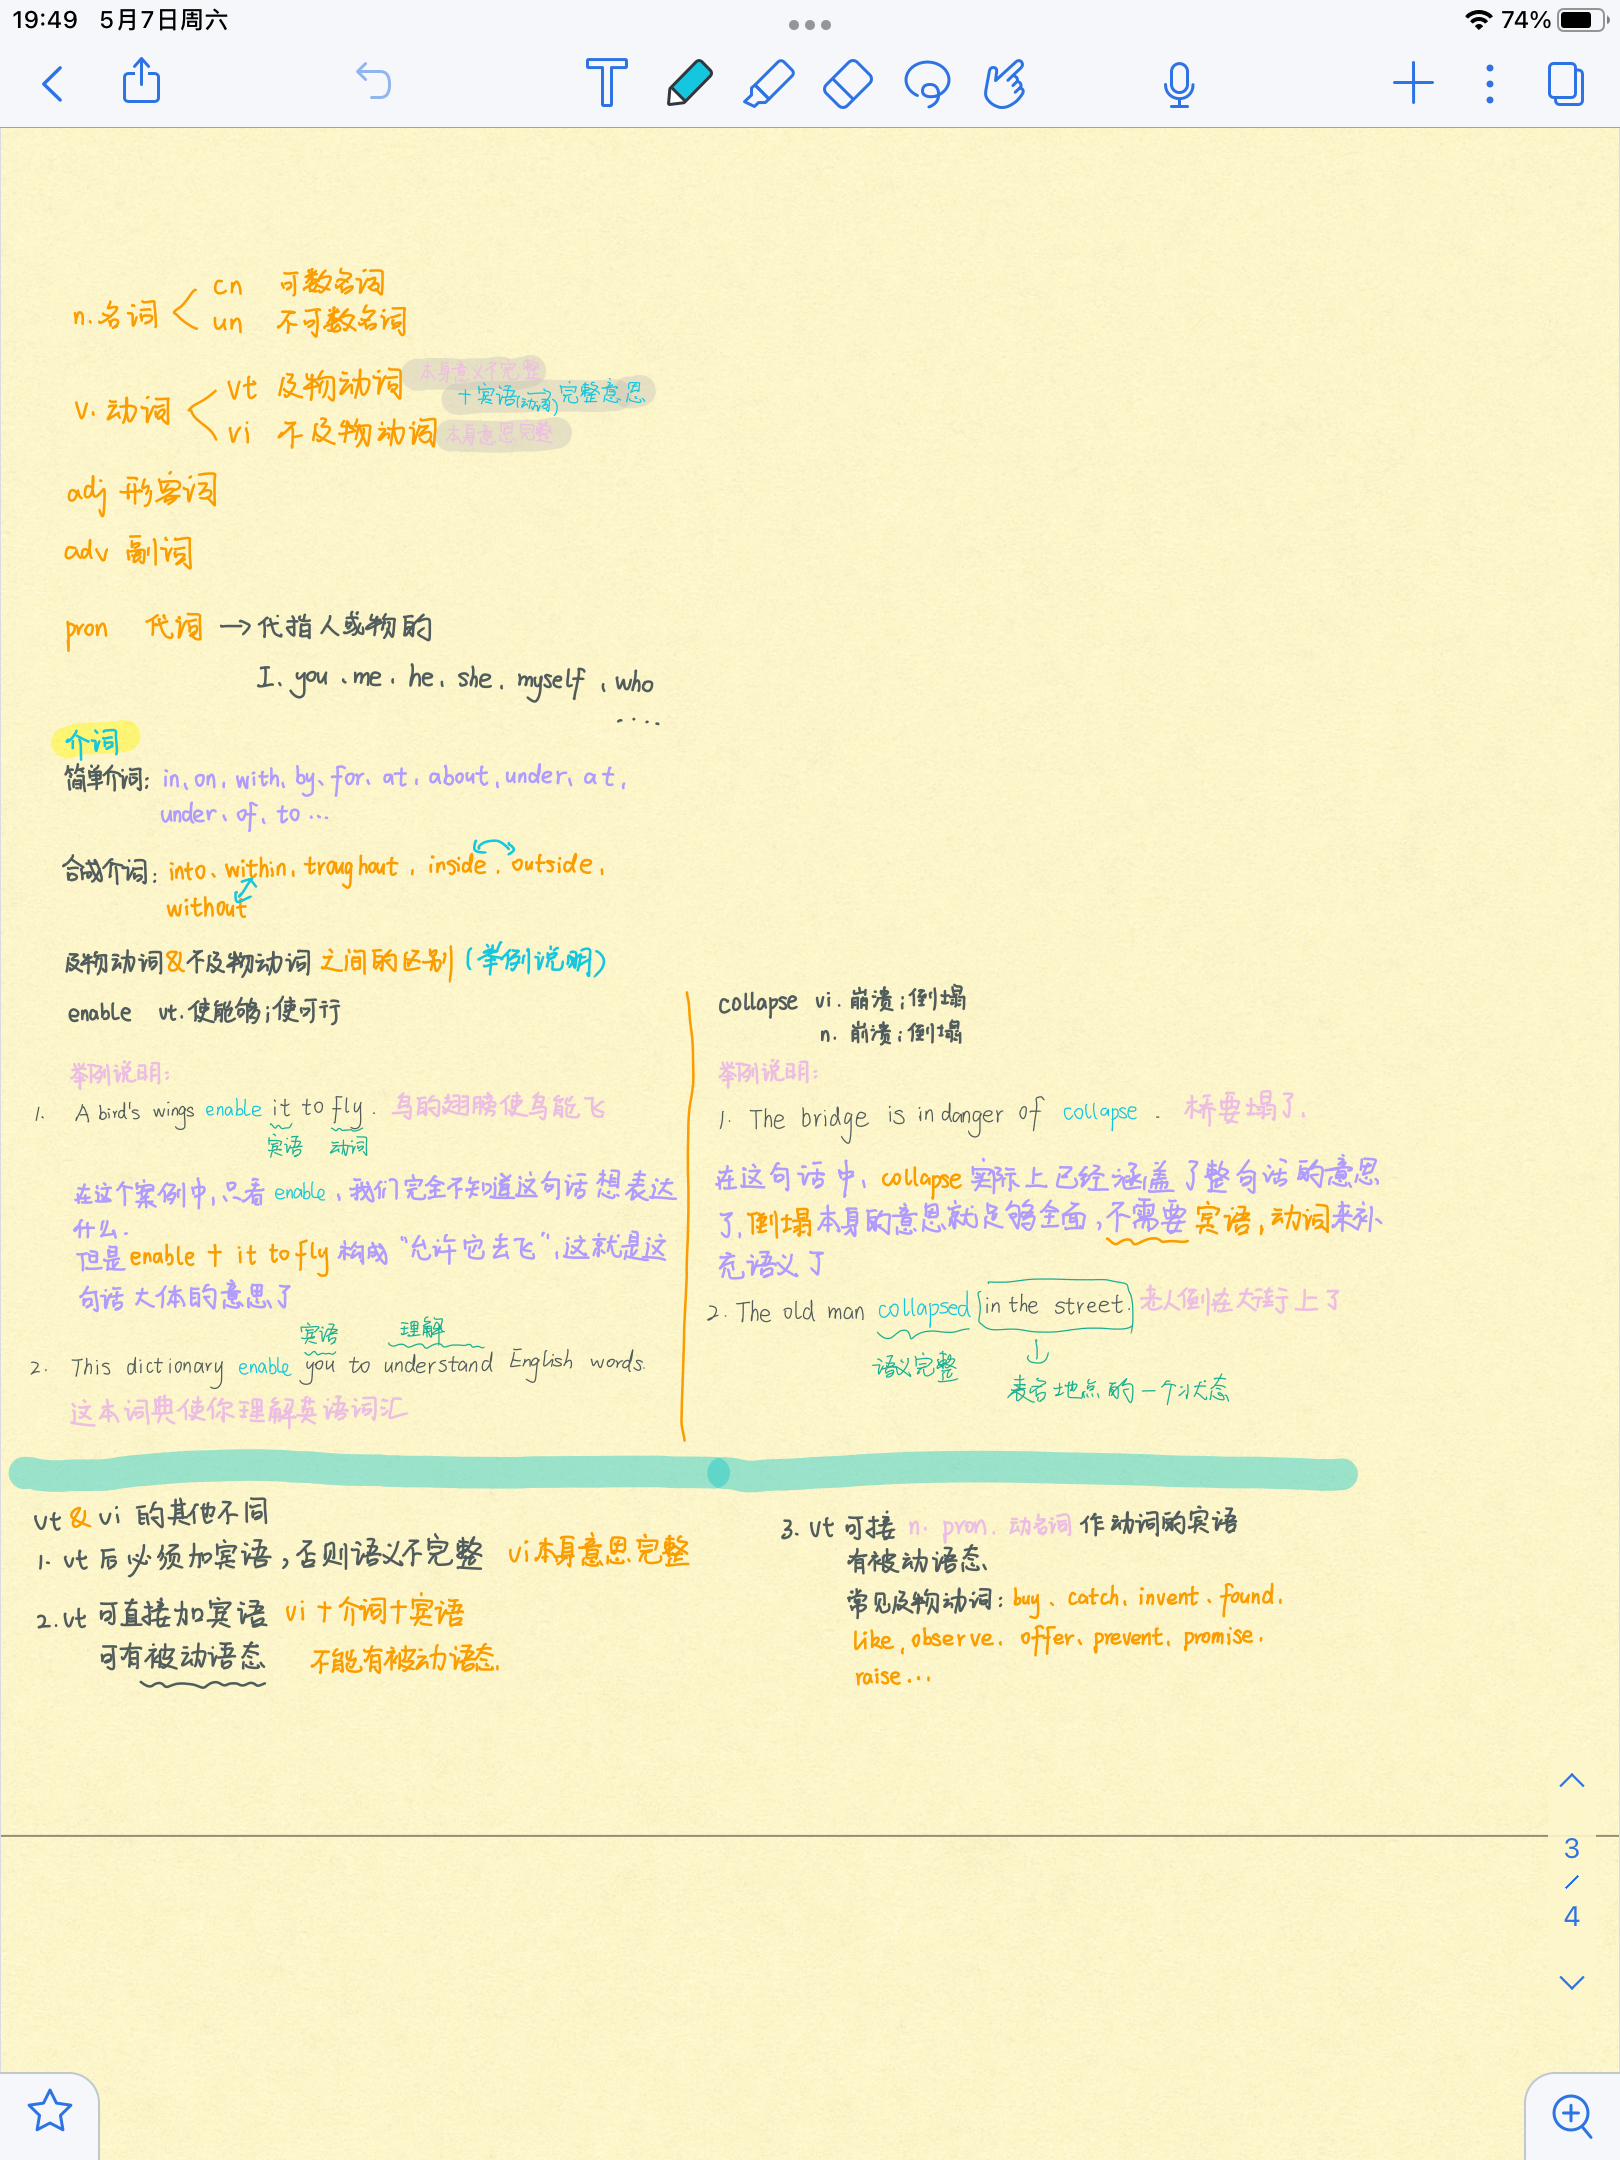 19:49 5月7日周六
74%
n.名词
cn 可数名词
un 不可数名词
v.动词
vt 及物动词 本身意义不完整
+宾语(动词)→完整意思
vi 不及物动词 本身意思完整
adj 形容词
adv 副词
pron 代词 →代指人或物的
I、you、me、he、she、myself、who
....
介词
简单介词: in、on、with、by、for、at、about、under、at、
under、of、to ...
合成介词: into、within、troughout、inside、outside、
without
及物动词&不及物动词 之间的区别 (举例说明)
enable vt.使能够;使可行
举例说明:
1. A bird's wings enable it to fly. 鸟的翅膀使鸟能飞
宾语 动词
在这个案例中,只看 enable,我们完全不知道这句话想表达
什么.
但是 enable + it to fly 构成 "允许它去飞",这就是这
句话大体的意思了
宾语 理解
2. This dictionary enable you to understand English words.
这本词典使你理解英语词汇
collapse vi. 崩溃;倒塌
n. 崩溃;倒塌
举例说明:
1. The bridge is in danger of collapse. 桥要塌了.
在这句话中, collapse 实际上已经涵盖了整句话的意思
了,倒塌本身的意思就足够全面,不需要 宾语,动词来补
充语义了
2. The old man collapsed in the street. 老人倒在大街上了
语义完整
表名地点的一个状态
vt & vi 的其他不同
1. vt 后必须加宾语,否则语义不完整 vi本身意思完整
2. vt 可直接加宾语 vi+介词+宾语
可有被动语态 不能有被动语态.
3. vt 可接 n. pron. 动名词 作动词的宾语
有被动语态
常见及物动词: buy、catch、invent、found.
like、observe、offer、prevent、promise.
raise ...
3
/
4